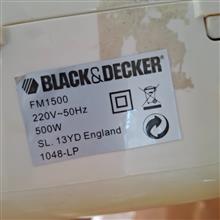 BLACK&DECKER
FM1500
220V~50Hz
500W
SL. 13YD England
1048-LP